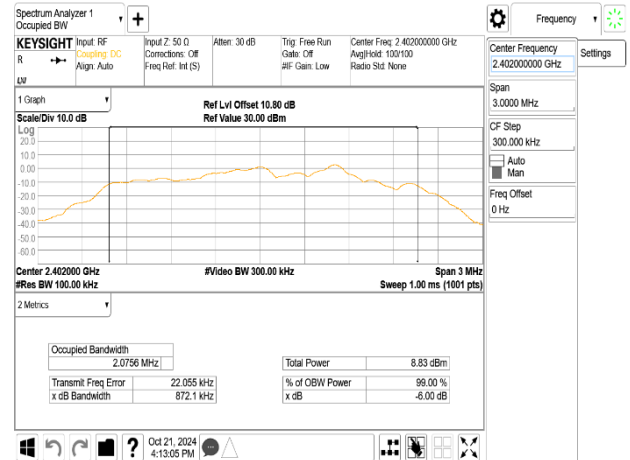 Spectrum Analyzer 1
Occupied BW
KEYSIGHT
R
Input: RF
Coupling: DC
Align: Auto
Input Z: 50 Ω
Corrections: Off
Freq Ref: Int (S)
Atten: 30 dB
Trig: Free Run
Gate: Off
#IF Gain: Low
Center Freq: 2.402000000 GHz
Avg|Hold: 100/100
Radio Std: None
1 Graph
Scale/Div 10.0 dB
Ref Lvl Offset 10.80 dB
Ref Value 30.00 dBm
Log
20.0
10.0
0.00
-10.0
-20.0
-30.0
-40.0
-50.0
-60.0
Center 2.402000 GHz
#Video BW 300.00 kHz
Span 3 MHz
#Res BW 100.00 kHz
Sweep 1.00 ms (1001 pts)
2 Metrics
Occupied Bandwidth
2.0756 MHz
Total Power 8.83 dBm
Transmit Freq Error 22.055 kHz
% of OBW Power 99.00 %
x dB Bandwidth 872.1 kHz
x dB -6.00 dB
Oct 21, 2024
4:13:05 PM
Frequency
Settings
Center Frequency
2.402000000 GHz
Span
3.0000 MHz
CF Step
300.000 kHz
Auto
Man
Freq Offset
0 Hz